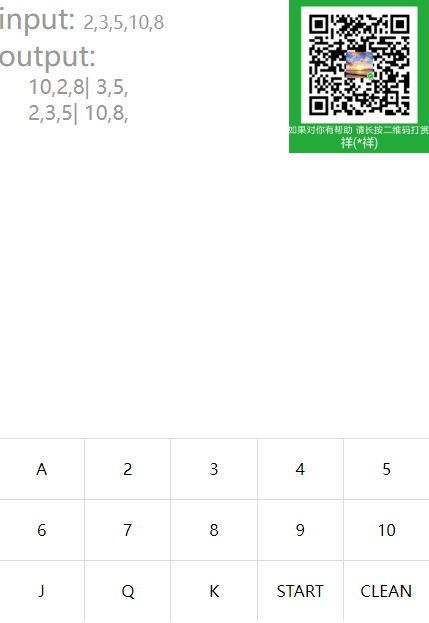 input: 2,3,5,10,8
output:
10,2,8| 3,5,
2,3,5| 10,8,
如果对你有帮助 请长按二维码打赏
祥(*祥)
A 2 3 4 5
6 7 8 9 10
J Q K START CLEAN